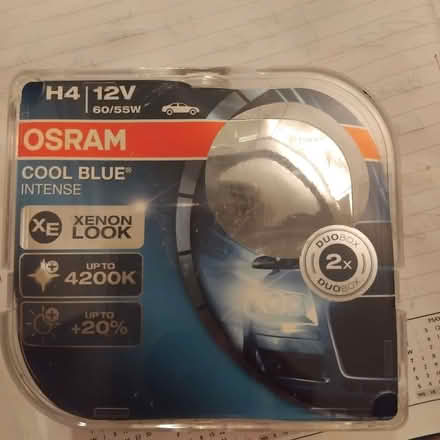 H4 12V
60/55W
OSRAM
COOL BLUE®
INTENSE
XE XENON
LOOK
UP TO
4200K
UP TO
+20%
DUOBOX
2x
DUOBOX